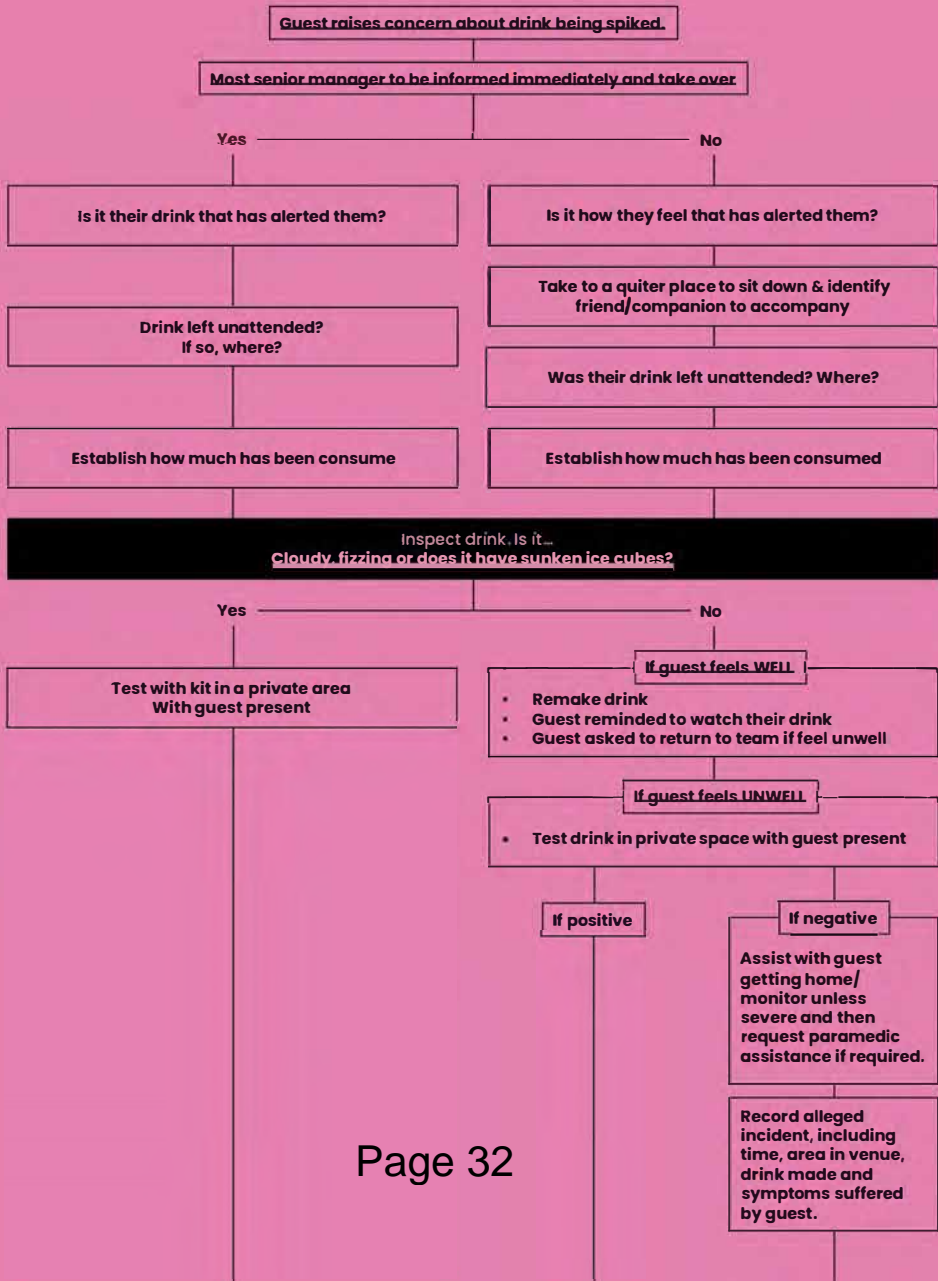 Guest raises concern about drink being spiked.
Most senior manager to be informed immediately and take over
Yes
No
Is it their drink that has alerted them?
Is it how they feel that has alerted them?
Take to a quiter place to sit down & identify
friend/companion to accompany
Drink left unattended?
If so, where?
Was their drink left unattended? Where?
Establish how much has been consume
Establish how much has been consumed
Inspect drink. Is it...
Cloudy, fizzing or does it have sunken ice cubes?
Yes
No
Test with kit in a private area
With guest present
If guest feels WELL
• Remake drink
• Guest reminded to watch their drink
• Guest asked to return to team if feel unwell
If guest feels UNWELL
• Test drink in private space with guest present
If positive
If negative
Assist with guest
getting home/
monitor unless
severe and then
request paramedic
assistance if required.
Record alleged
incident, including
time, area in venue,
drink made and
symptoms suffered
by guest.
Page 32